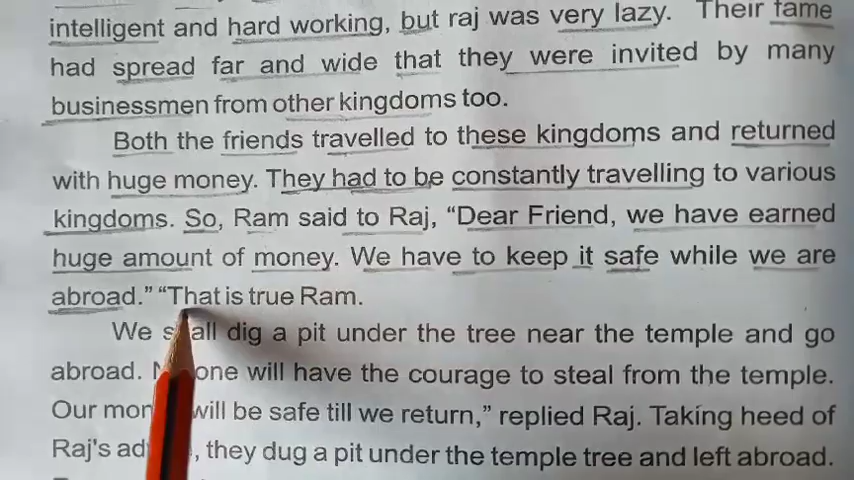 intelligent and hard working, but raj was very lazy. Their fame
had spread far and wide that they were invited by many
businessmen from other kingdoms too.
Both the friends travelled to these kingdoms and returned
with huge money. They had to be constantly travelling to various
kingdoms. So, Ram said to Raj, “Dear Friend, we have earned
huge amount of money. We have to keep it safe while we are
abroad.” “That is true Ram.
We dig a pit under the tree near the temple and go
abroad. will have the courage to steal from the temple.
Our will be safe till we return,” replied Raj. Taking heed of
Raj's they dug a pit under the temple tree and left abroad.